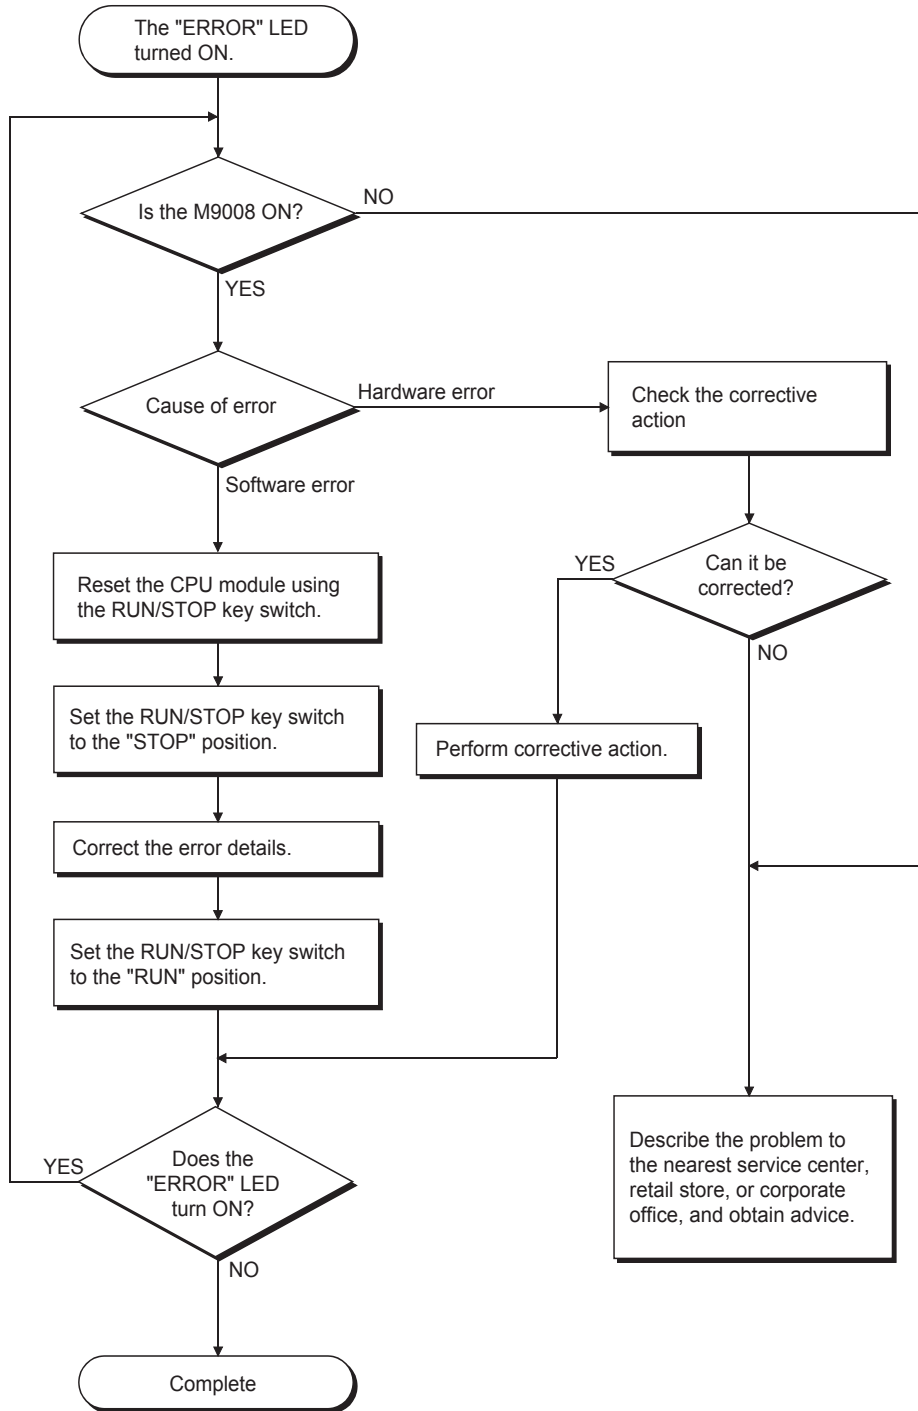 The "ERROR" LED
turned ON.
Is the M9008 ON?
NO
YES
Cause of error
Hardware error
Check the corrective
action
Software error
Reset the CPU module using
the RUN/STOP key switch.
YES
Can it be
corrected?
NO
Set the RUN/STOP key switch
to the "STOP" position.
Perform corrective action.
Correct the error details.
Set the RUN/STOP key switch
to the "RUN" position.
Describe the problem to
the nearest service center,
retail store, or corporate
office, and obtain advice.
YES
Does the
"ERROR" LED
turn ON?
NO
Complete